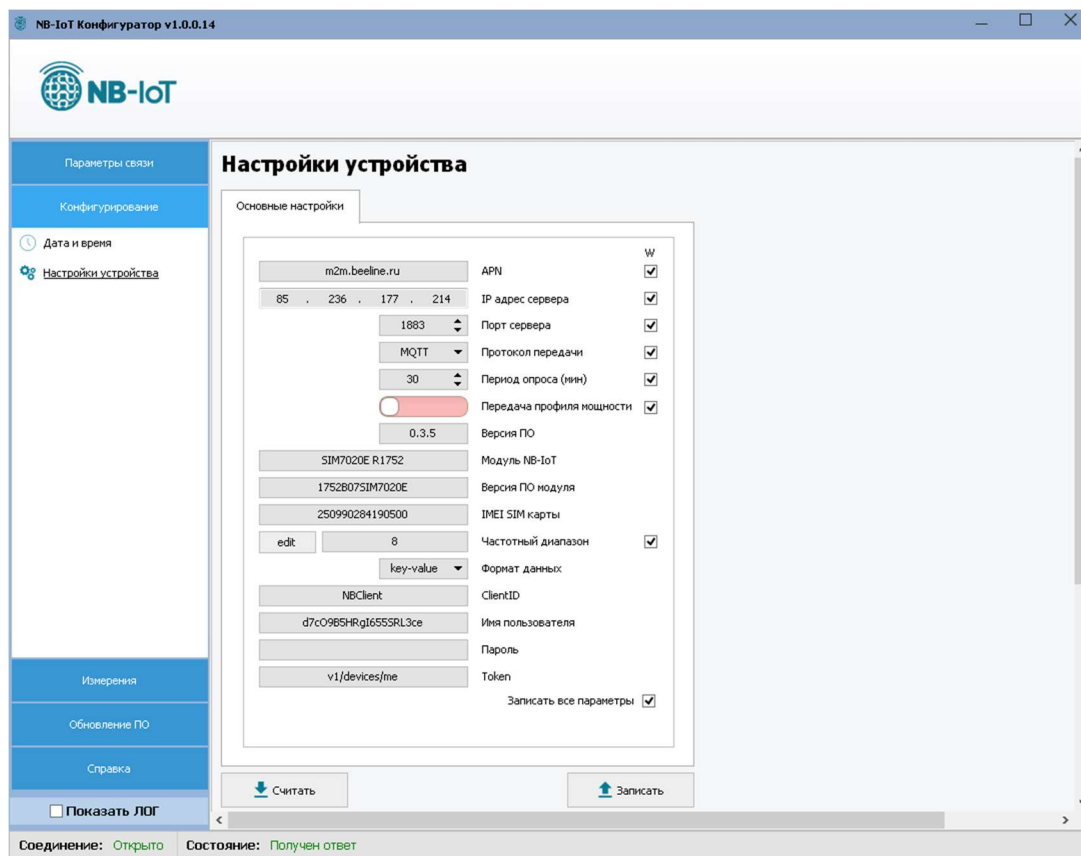 NB-IoT Конфигуратор v1.0.0.14
NB-IoT
Параметры связи
Конфигурирование
Дата и время
Настройки устройства
Измерения
Обновление ПО
Справка
Показать ЛОГ
Настройки устройства
Основные настройки
W
m2m.beeline.ru APN
85 . 236 . 177 . 214 IP адрес сервера
1883 Порт сервера
MQTT Протокол передачи
30 Период опроса (мин)
Передача профиля мощности
0.3.5 Версия ПО
SIM7020E R1752 Модуль NB-IoT
1752B07SIM7020E Версия ПО модуля
250990284190500 IMEI SIM карты
edit 8 Частотный диапазон
key-value Формат данных
NBClient ClientID
d7cO9B5HRgI655SRL3ce Имя пользователя
Пароль
v1/devices/me Token
Записать все параметры
Считать Записать
Соединение: Открыто Состояние: Получен ответ